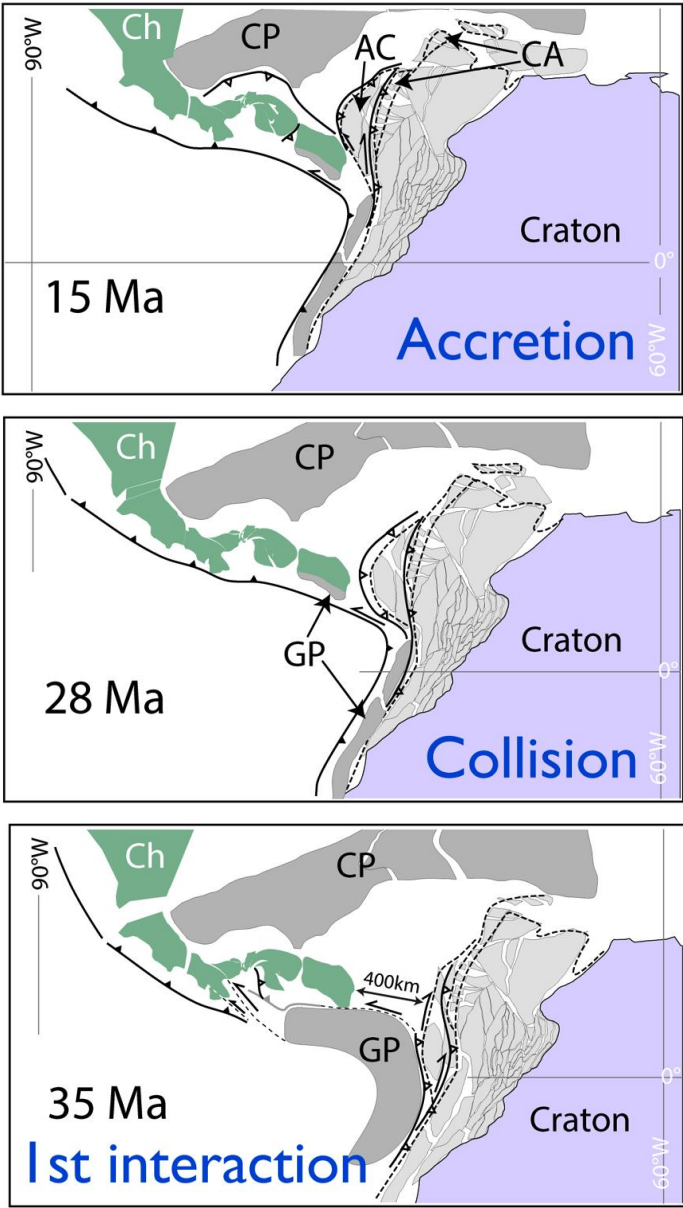 Ch
CP
AC
CA
90°W
Craton
0°
15 Ma
Accretion
60°W
Ch
CP
90°W
GP
Craton
0°
28 Ma
Collision
60°W
Ch
CP
90°W
400km
GP
0°
35 Ma
Craton
1st interaction
60°W